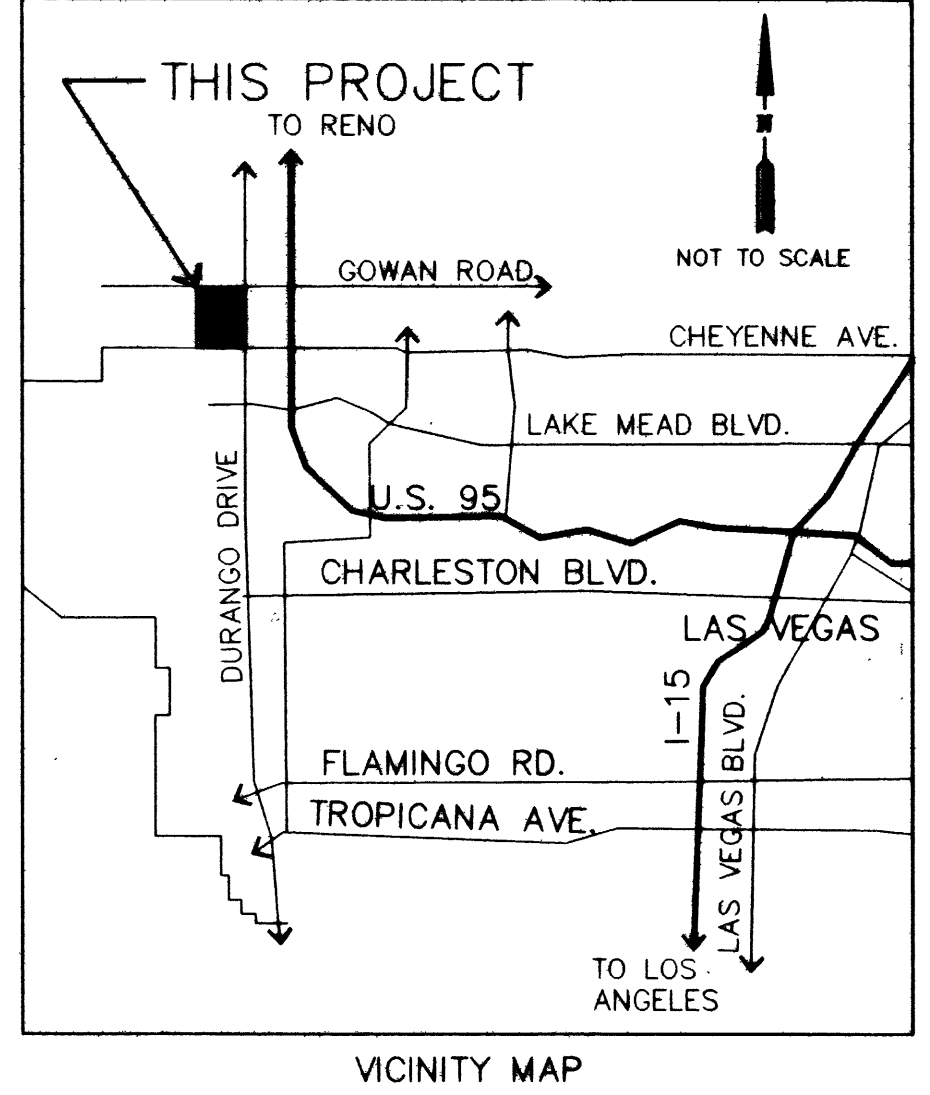 THIS PROJECT
TO RENO
N
NOT TO SCALE
GOWAN ROAD
CHEYENNE AVE.
LAKE MEAD BLVD.
U.S. 95
DURANGO DRIVE
CHARLESTON BLVD.
LAS VEGAS
I-15
LAS VEGAS BLVD.
FLAMINGO RD.
TROPICANA AVE.
TO LOS
ANGELES
VICINITY MAP